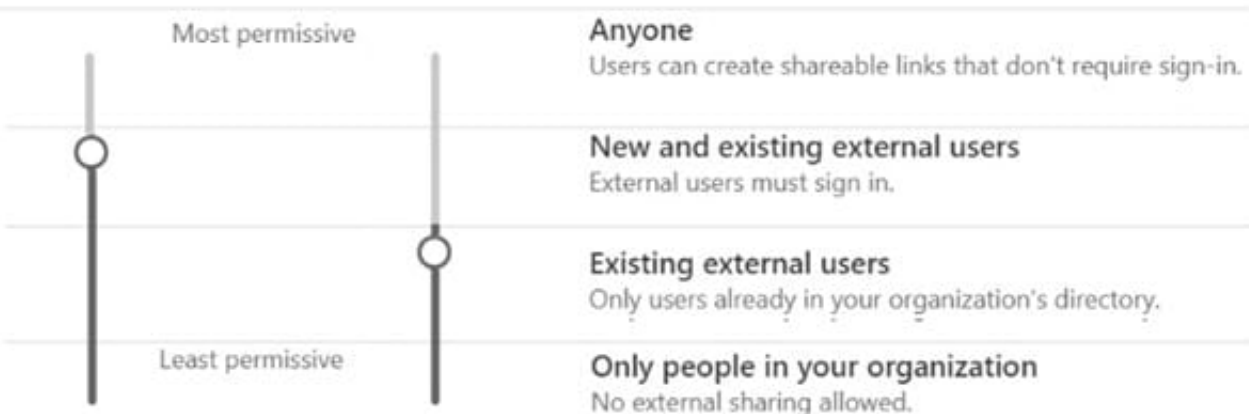 Most permissive
Anyone
Users can create shareable links that don't require sign-in.
New and existing external users
External users must sign in.
Existing external users
Only users already in your organization's directory.
Least permissive
Only people in your organization
No external sharing allowed.